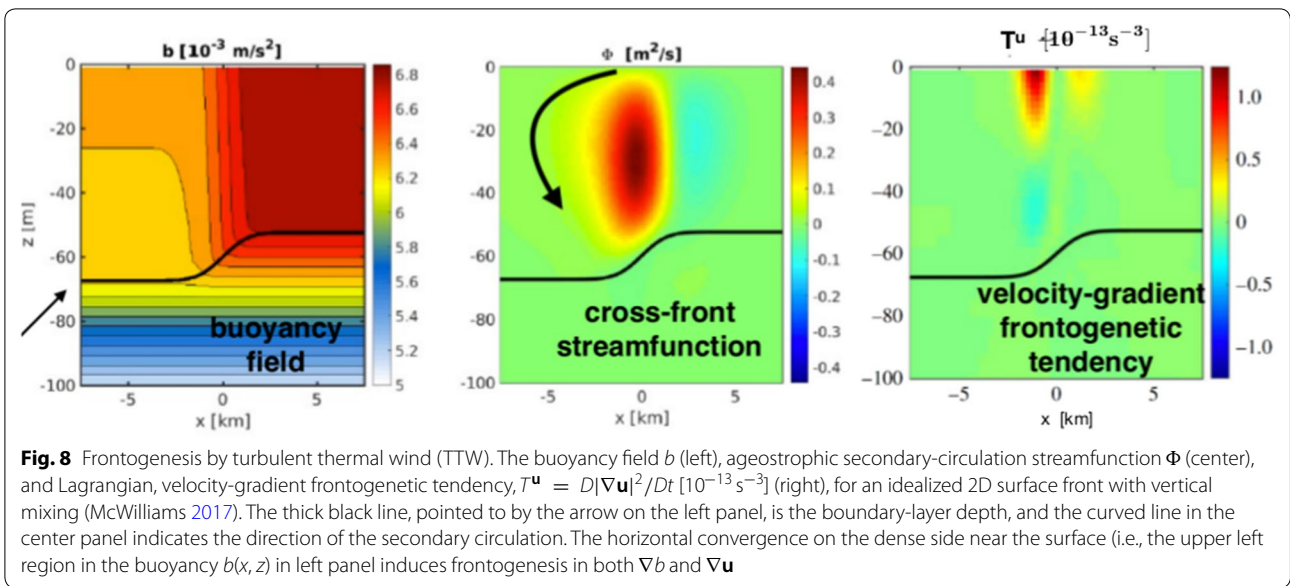 b [10⁻³ m/s²]
0
-20
-40
-60
-80
-100
z [m]
-5
0
5
x [km]
6.8
6.6
6.4
6.2
6
5.8
5.6
5.4
5.2
5
buoyancy
field
Φ [m²/s]
0
-20
-40
-60
-80
-100
-5
0
5
x [km]
0.4
0.3
0.2
0.1
0
-0.1
-0.2
-0.3
-0.4
cross-front
streamfunction
Tᵘ [10⁻¹³s⁻³]
0
−20
−40
−60
−80
−100
−5
0
5
x [km]
1.0
0.5
0
−0.5
−1.0
velocity-gradient
frontogenetic
tendency
Fig. 8 Frontogenesis by turbulent thermal wind (TTW). The buoyancy field b (left), ageostrophic secondary-circulation streamfunction Φ (center),
and Lagrangian, velocity-gradient frontogenetic tendency, Tᵘ = D|∇u|²/Dt [10⁻¹³ s⁻³] (right), for an idealized 2D surface front with vertical
mixing (McWilliams 2017). The thick black line, pointed to by the arrow on the left panel, is the boundary-layer depth, and the curved line in the
center panel indicates the direction of the secondary circulation. The horizontal convergence on the dense side near the surface (i.e., the upper left
region in the buoyancy b(x, z) in left panel induces frontogenesis in both ∇b and ∇u